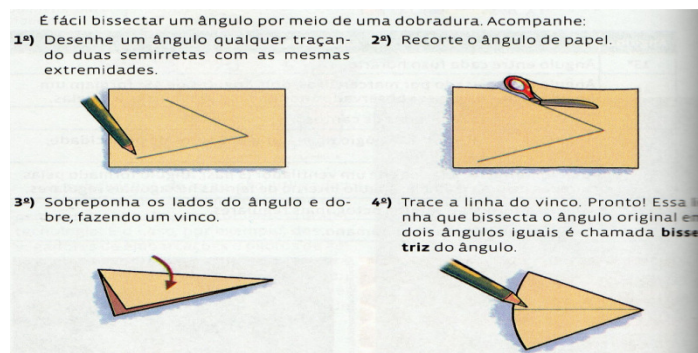 É fácil bissectar um ângulo por meio de uma dobradura. Acompanhe:
1º) Desenhe um ângulo qualquer traçan-
do duas semirretas com as mesmas
extremidades.
2º) Recorte o ângulo de papel.
3º) Sobreponha os lados do ângulo e do-
bre, fazendo um vinco.
4º) Trace a linha do vinco. Pronto! Essa li
nha que bissecta o ângulo original em
dois ângulos iguais é chamada bisse
triz do ângulo.